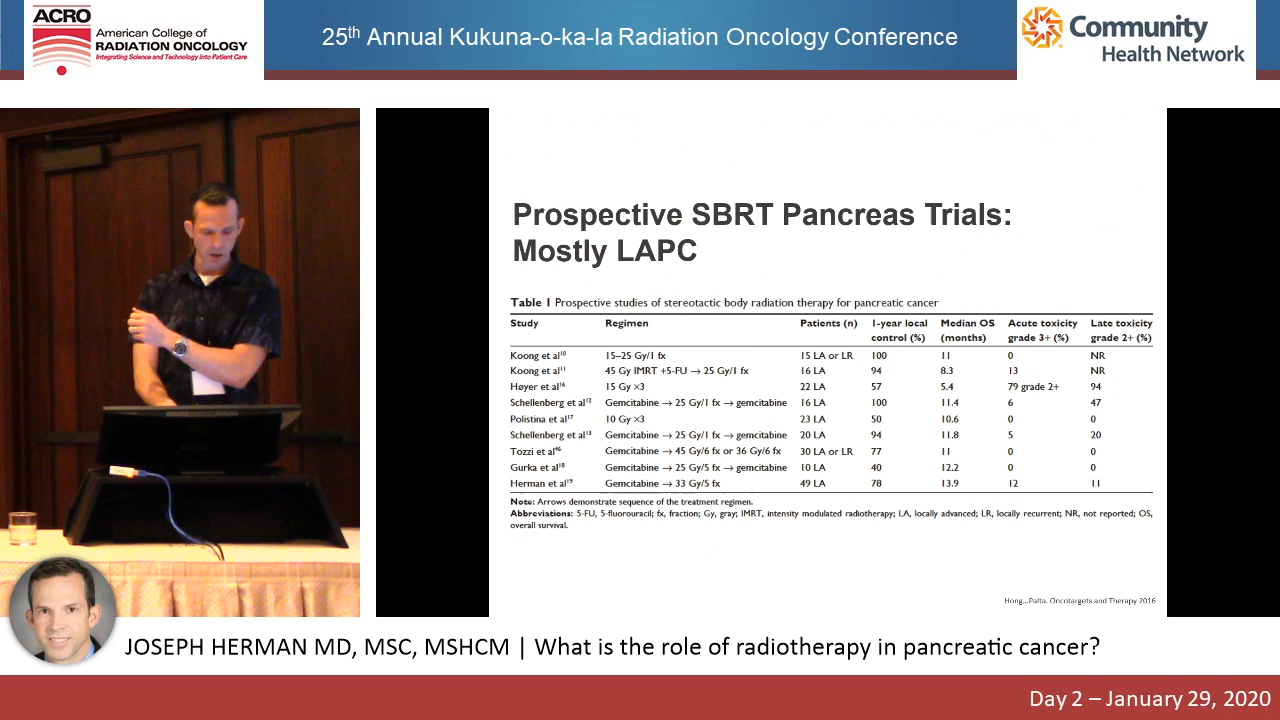 ACRO
American College of
RADIATION ONCOLOGY
Integrating Science and Technology Into Patient Care
25th Annual Kukuna-o-ka-la Radiation Oncology Conference
Community
Health Network
Prospective SBRT Pancreas Trials:
Mostly LAPC
Table 1 Prospective studies of stereotactic body radiation therapy for pancreatic cancer
Study Regimen Patients (n) 1-year local control (%) Median OS (months) Acute toxicity grade 3+ (%) Late toxicity grade 2+ (%)
Koong et al10 15–25 Gy/1 fx 15 LA or LR 100 11 0 NR
Koong et al11 45 Gy IMRT +5-FU → 25 Gy/1 fx 16 LA 94 8.3 13 NR
Høyer et al16 15 Gy ×3 22 LA 57 5.4 79 grade 2+ 94
Schellenberg et al12 Gemcitabine → 25 Gy/1 fx → gemcitabine 16 LA 100 11.4 6 47
Polistina et al17 10 Gy ×3 23 LA 50 10.6 0 0
Schellenberg et al13 Gemcitabine → 25 Gy/1 fx → gemcitabine 20 LA 94 11.8 5 20
Tozzi et al46 Gemcitabine → 45 Gy/6 fx or 36 Gy/6 fx 30 LA or LR 77 11 0 0
Gurka et al18 Gemcitabine → 25 Gy/5 fx → gemcitabine 10 LA 40 12.2 0 0
Herman et al19 Gemcitabine → 33 Gy/5 fx 49 LA 78 13.9 12 11
Note: Arrows demonstrate sequence of the treatment regimen.
Abbreviations: 5-FU, 5-fluorouracil; fx, fraction; Gy, gray; IMRT, intensity modulated radiotherapy; LA, locally advanced; LR, locally recurrent; NR, not reported; OS,
overall survival.
Hong...Palta. Oncotargets and Therapy 2016
JOSEPH HERMAN MD, MSC, MSHCM | What is the role of radiotherapy in pancreatic cancer?
Day 2 – January 29, 2020